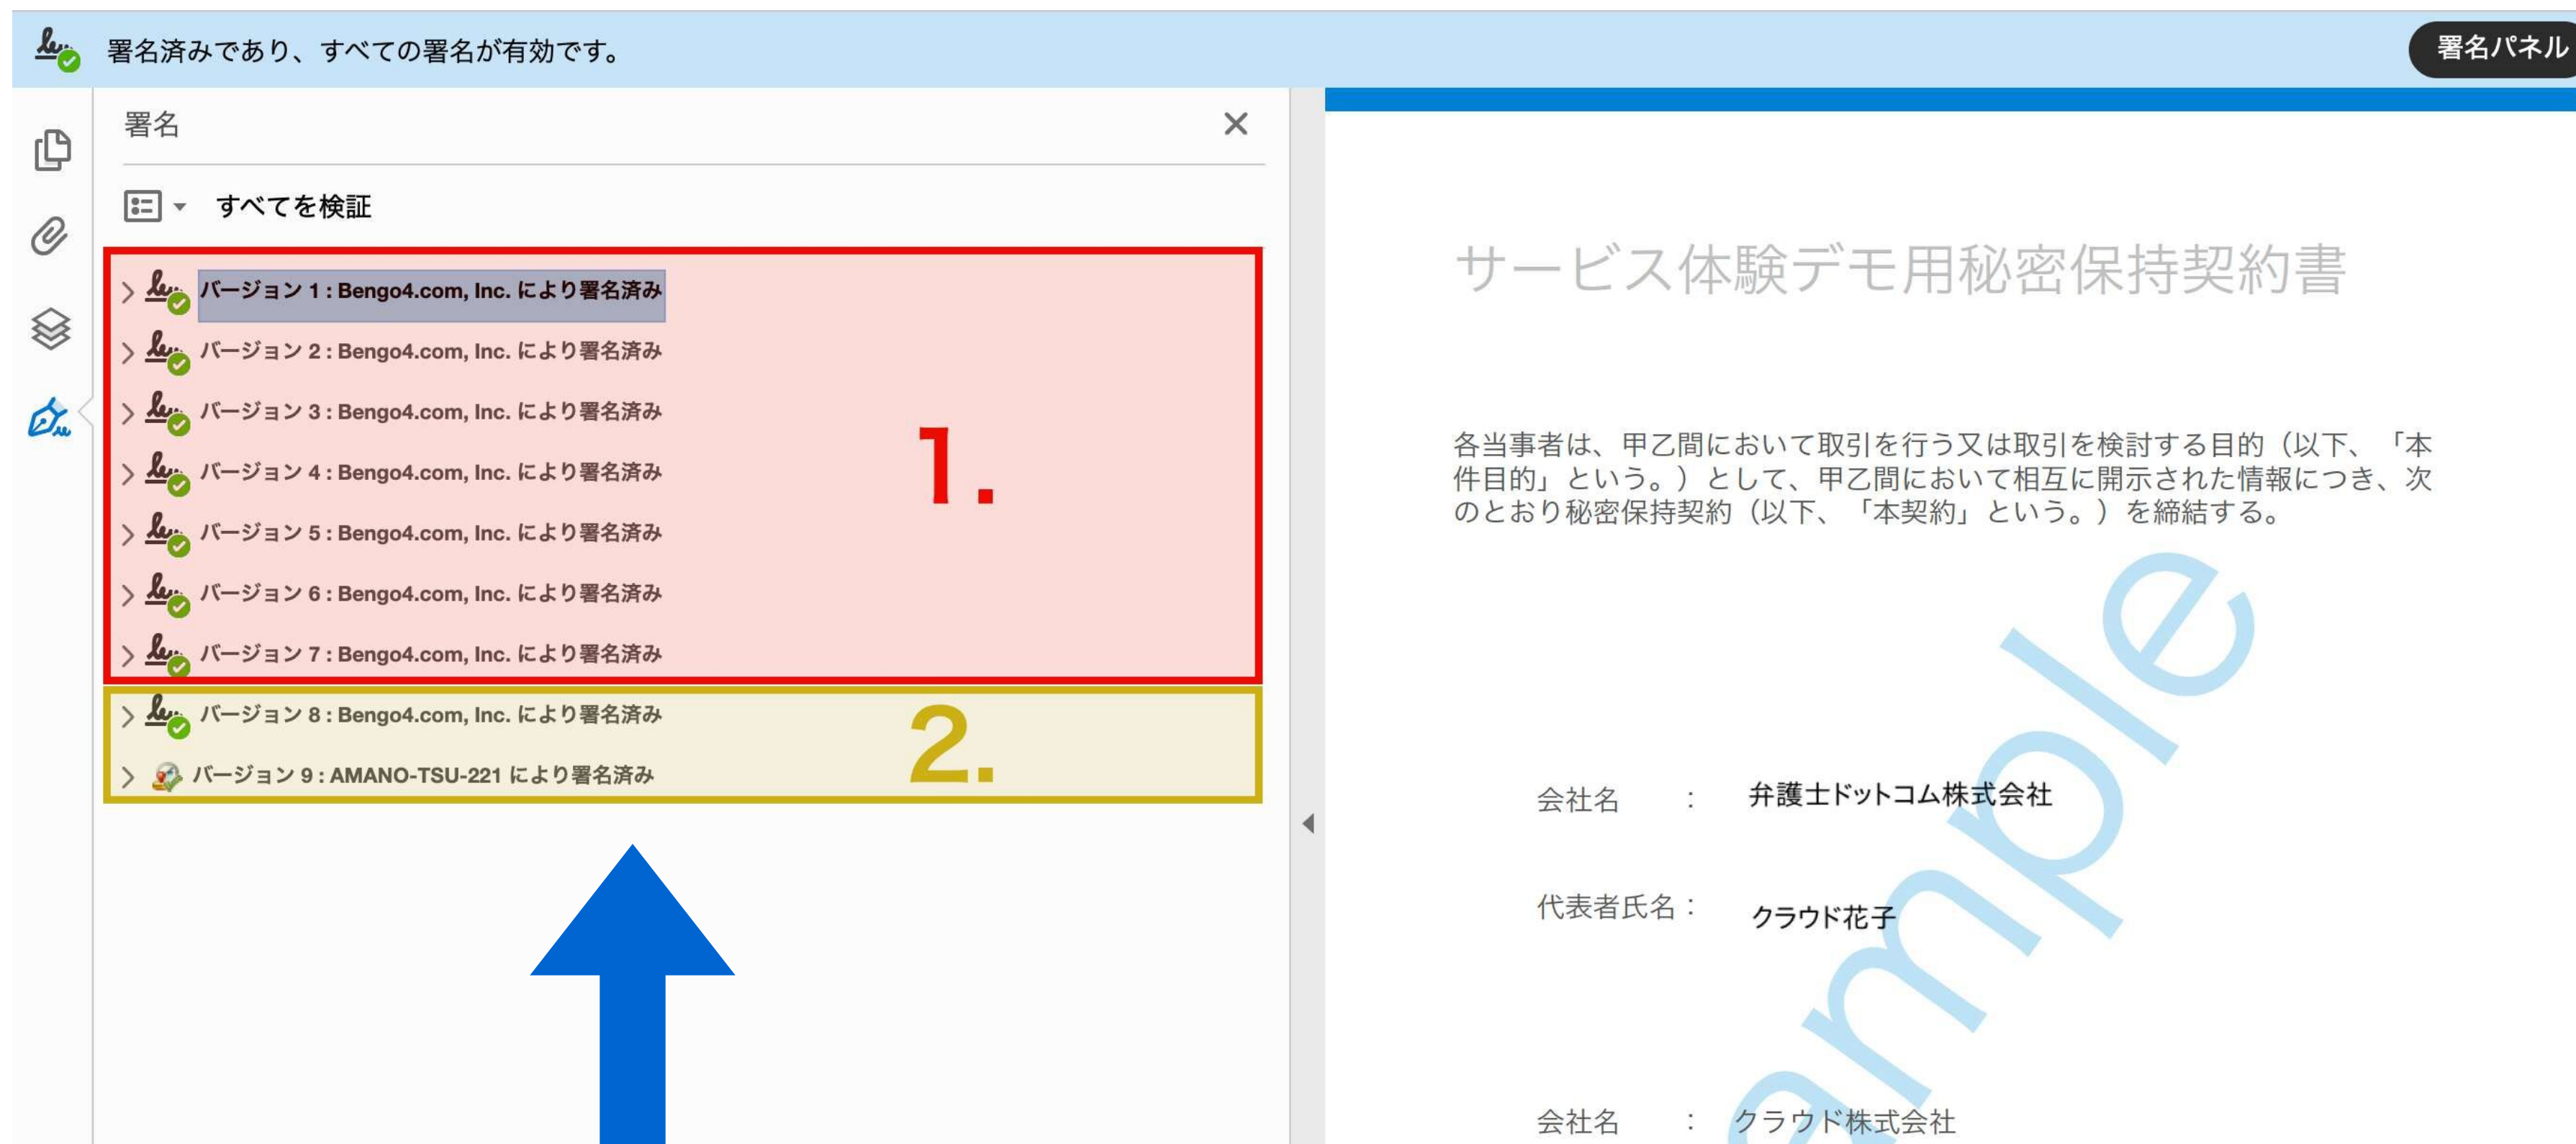 署名済みであり、すべての署名が有効です。
署名パネル
署名
すべてを検証
バージョン 1 : Bengo4.com, Inc. により署名済み
バージョン 2 : Bengo4.com, Inc. により署名済み
バージョン 3 : Bengo4.com, Inc. により署名済み
バージョン 4 : Bengo4.com, Inc. により署名済み
バージョン 5 : Bengo4.com, Inc. により署名済み
バージョン 6 : Bengo4.com, Inc. により署名済み
バージョン 7 : Bengo4.com, Inc. により署名済み
1.
バージョン 8 : Bengo4.com, Inc. により署名済み
バージョン 9 : AMANO-TSU-221 により署名済み
2.
サービス体験デモ用秘密保持契約書
各当事者は、甲乙間において取引を行う又は取引を検討する目的（以下、「本
件目的」という。）として、甲乙間において相互に開示された情報につき、次
のとおり秘密保持契約（以下、「本契約」という。）を締結する。
会社名 : 弁護士ドットコム株式会社
代表者氏名： クラウド花子
会社名 : クラウド株式会社
ample